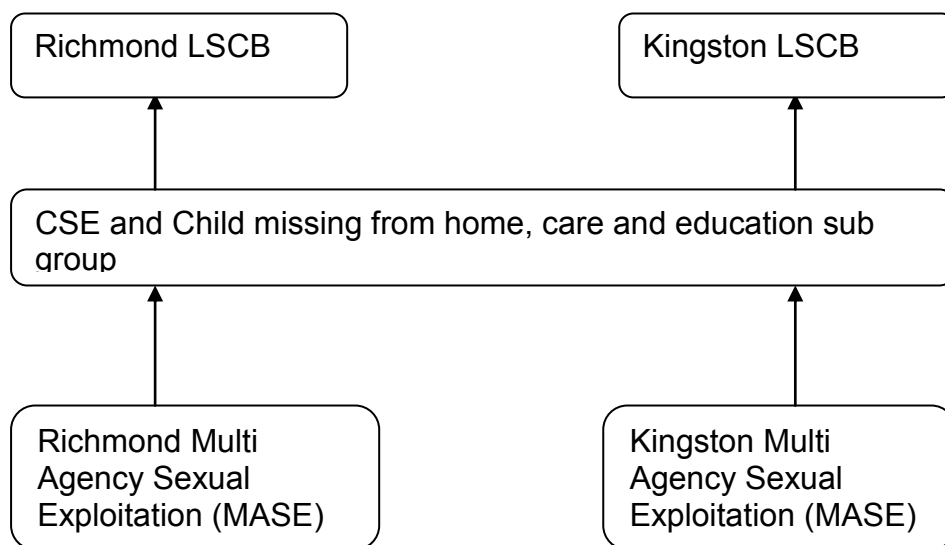 Richmond LSCB
Kingston LSCB
CSE and Child missing from home, care and education sub
group
Richmond Multi
Agency Sexual
Exploitation (MASE)
Kingston Multi
Agency Sexual
Exploitation (MASE)